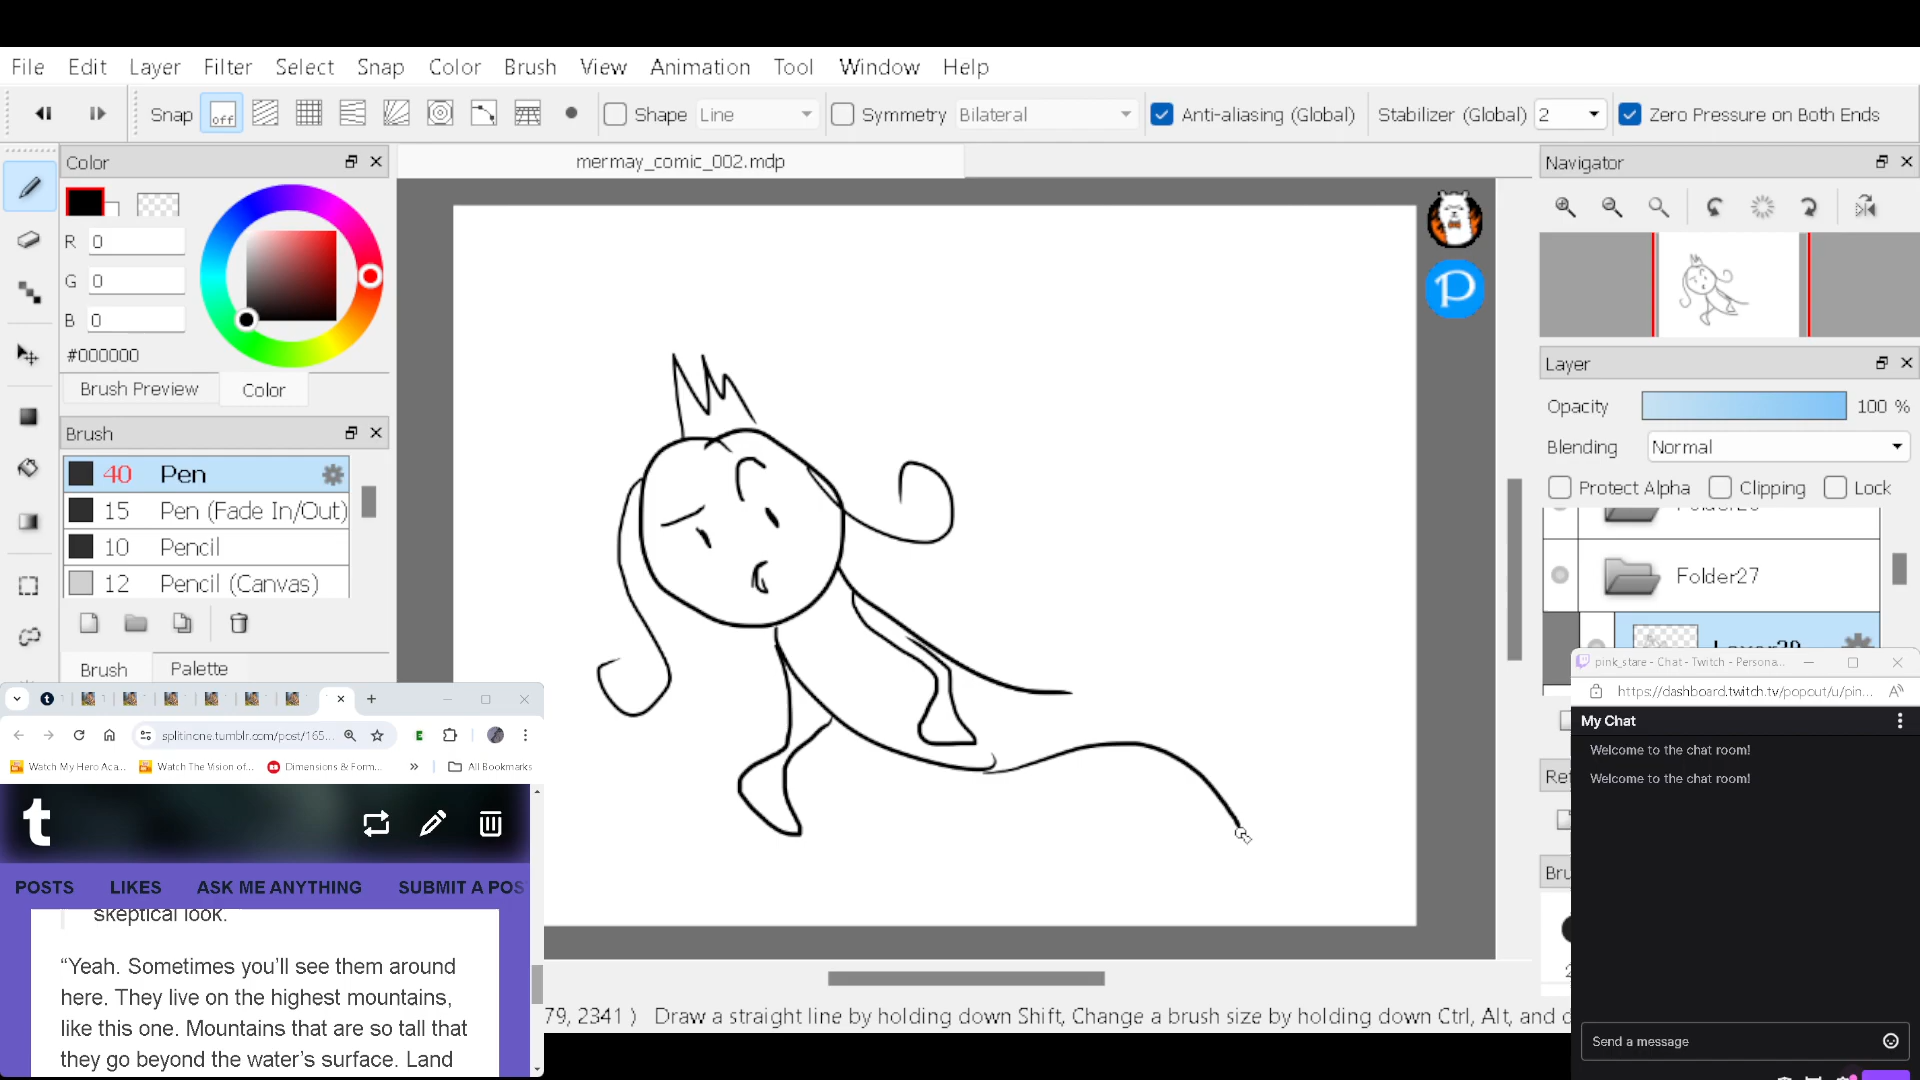 File Edit Layer Filter Select Snap Color Brush View Animation Tool Window Help
Snap off Shape Line Symmetry Bilateral Anti-aliasing (Global) Stabilizer (Global) 2 Zero Pressure on Both Ends
Color
mermay_comic_002.mdp
Navigator
R 0
G 0
B 0
#000000
Brush Preview Color
Brush
40 Pen
15 Pen (Fade In/Out)
10 Pencil
12 Pencil (Canvas)
Brush Palette
Layer
Opacity 100 %
Blending Normal
Protect Alpha Clipping Lock
Folder27
pink_stare - Chat - Twitch - Persona...
https://dashboard.twitch.tv/popout/u/pin...
My Chat
Welcome to the chat room!
Welcome to the chat room!
Send a message
splitinone.tumblr.com/post/165...
Watch My Hero Aca... Watch The Vision of... Dimensions & Form... » All Bookmarks
t
POSTS LIKES ASK ME ANYTHING SUBMIT A POS
skeptical look.
“Yeah. Sometimes you’ll see them around
here. They live on the highest mountains,
like this one. Mountains that are so tall that
they go beyond the water’s surface. Land
79, 2341 ) Draw a straight line by holding down Shift, Change a brush size by holding down Ctrl, Alt, and